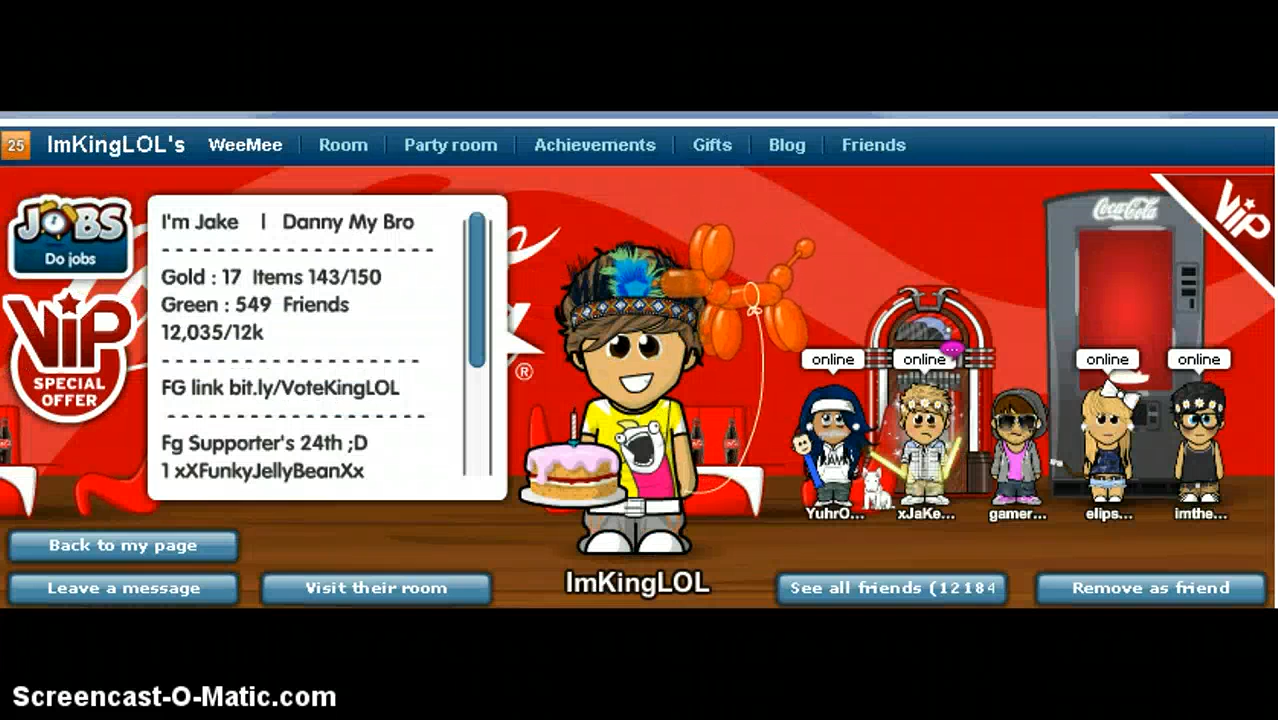 25 ImKingLOL's WeeMee Room Party room Achievements Gifts Blog Friends
JOBS
Do jobs
VIP
SPECIAL
OFFER
I'm Jake | Danny My Bro
- - - - - - - - - - - - - - - - - - - - -
Gold : 17 Items 143/150
Green : 549 Friends
12,035/12k
- - - - - - - - - - - - - - - - - - - -
FG link bit.ly/VoteKingLOL
- - - - - - - - - - - - - - - - - - - -
Fg Supporter's 24th ;D
1 xXFunkyJellyBeanXx
®
Coca-Cola
VIP
online online online online
YuhrO... xJaKe... gamer... elips... imthe...
ImKingLOL
Back to my page
Leave a message Visit their room See all friends (12184 Remove as friend
Screencast-O-Matic.com